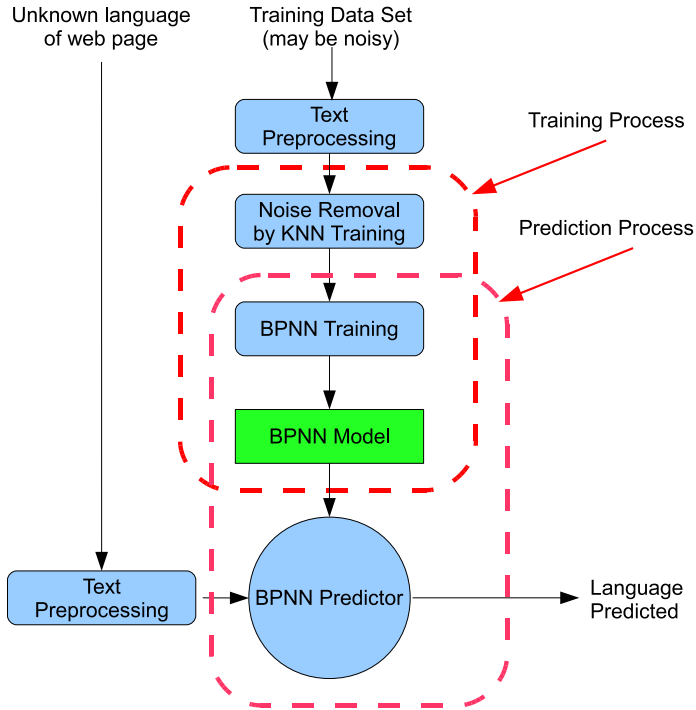 Unknown language
of web page
Training Data Set
(may be noisy)
Text
Preprocessing
Training Process
Noise Removal
by KNN Training
Prediction Process
BPNN Training
BPNN Model
Text
Preprocessing
BPNN Predictor
Language
Predicted